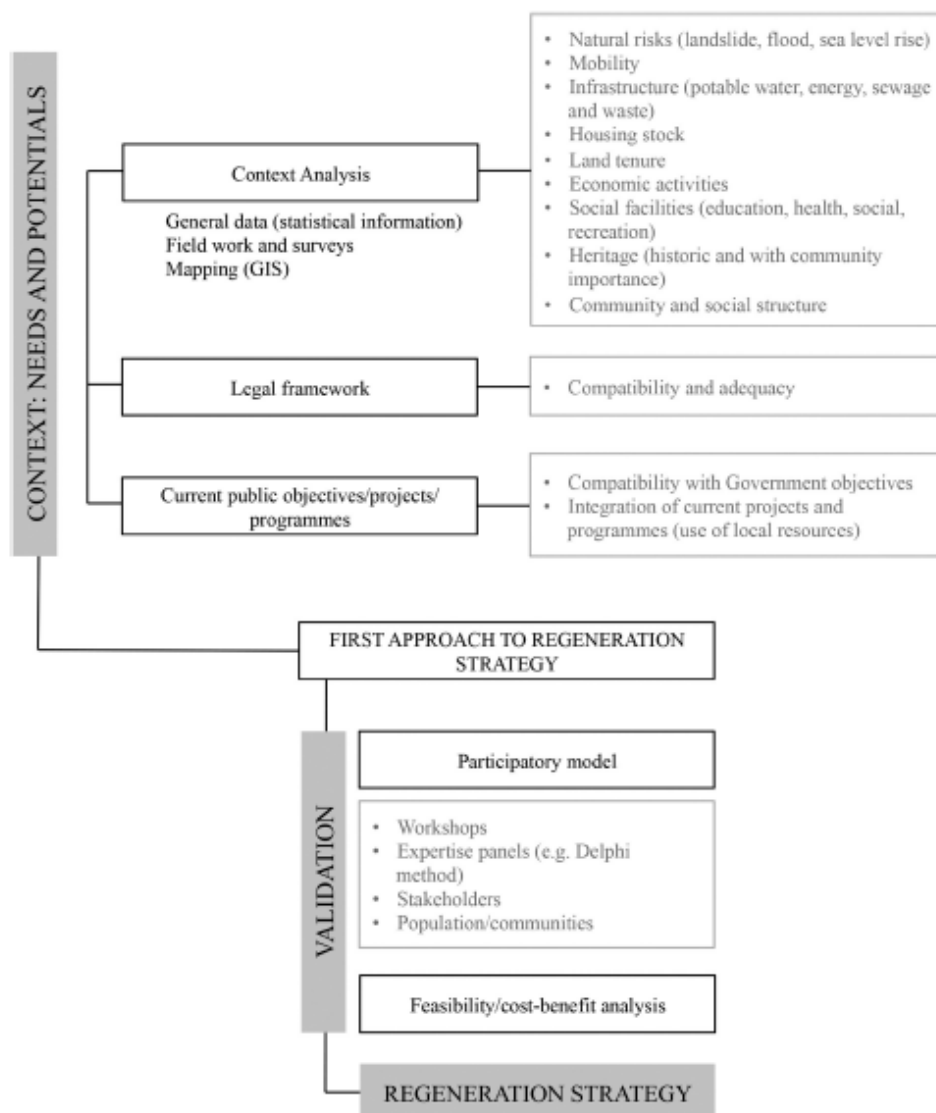 CONTEXT: NEEDS AND POTENTIALS
Context Analysis
General data (statistical information)
Field work and surveys
Mapping (GIS)
• Natural risks (landslide, flood, sea level rise)
• Mobility
• Infrastructure (potable water, energy, sewage
and waste)
• Housing stock
• Land tenure
• Economic activities
• Social facilities (education, health, social,
recreation)
• Heritage (historic and with community
importance)
• Community and social structure
Legal framework
• Compatibility and adequacy
Current public objectives/projects/
programmes
• Compatibility with Government objectives
• Integration of current projects and
programmes (use of local resources)
FIRST APPROACH TO REGENERATION
STRATEGY
VALIDATION
Participatory model
• Workshops
• Expertise panels (e.g. Delphi
method)
• Stakeholders
• Population/communities
Feasibility/cost-benefit analysis
REGENERATION STRATEGY